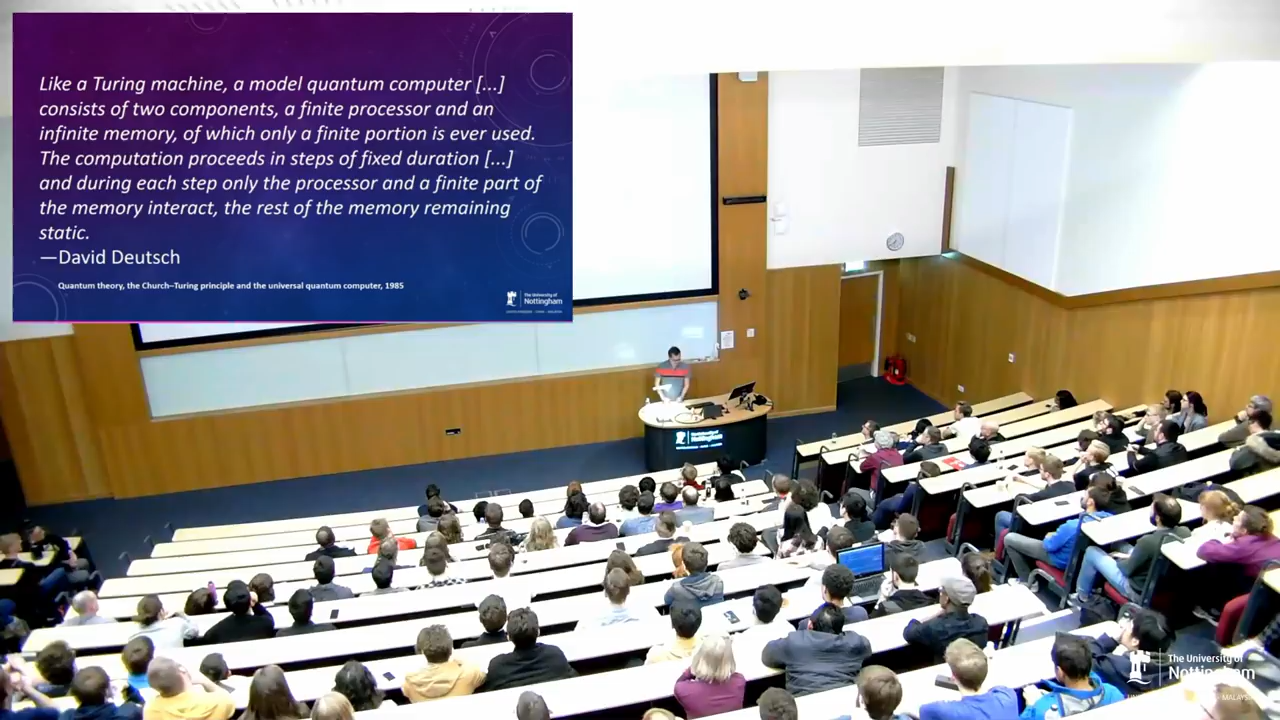 Like a Turing machine, a model quantum computer [...]
consists of two components, a finite processor and an
infinite memory, of which only a finite portion is ever used.
The computation proceeds in steps of fixed duration [...]
and during each step only the processor and a finite part of
the memory interact, the rest of the memory remaining
static.
—David Deutsch
Quantum theory, the Church–Turing principle and the universal quantum computer, 1985
The University of
Nottingham
Nottingham
The University of
Nottingham